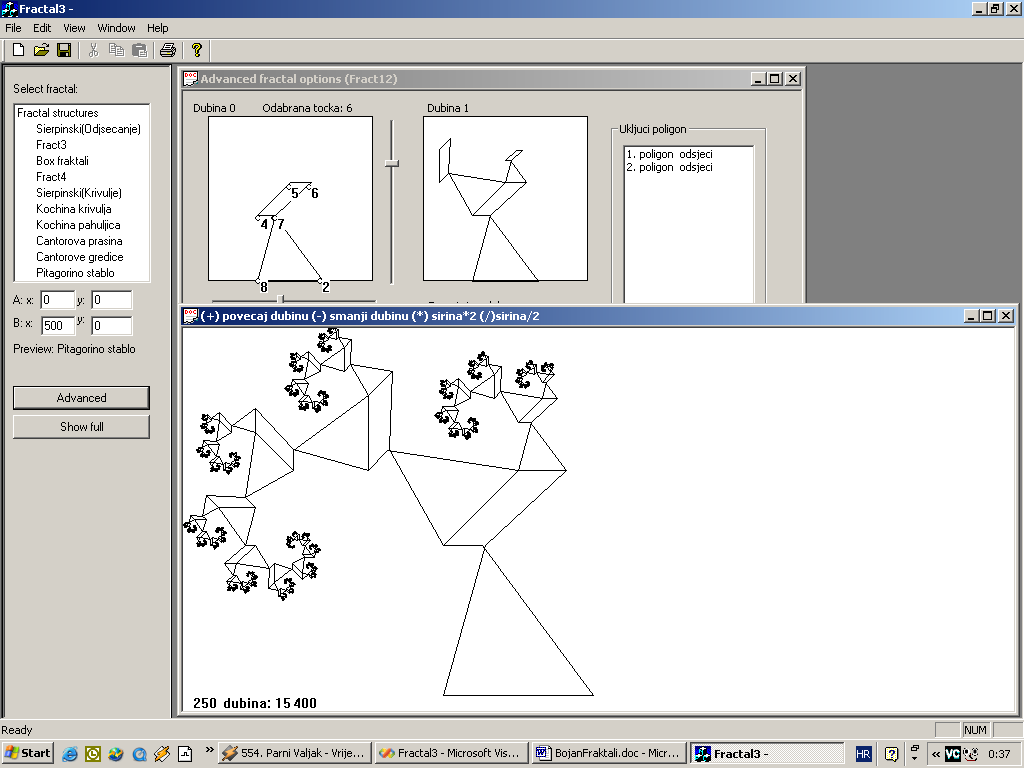 Fractal3 -
File Edit View Window Help
Select fractal:
Fractal structures
Sierpinski(Odjsecanje)
Fract3
Box fraktali
Fract4
Sierpinski(Krivulje)
Kochina krivulja
Kochina pahuljica
Cantorova prasina
Cantorove gredice
Pitagorino stablo
A: x: 0 y: 0
B: x: 500 y: 0
Preview: Pitagorino stablo
Advanced
Show full
Advanced fractal options (Fract12)
Dubina 0 Odabrana tocka: 6 Dubina 1
5 6
4 7
8 2
Ukljuci poligon
1. poligon odsjeci
2. poligon odsjeci
(+) povecaj dubinu (-) smanji dubinu (*) sirina*2 (/)sirina/2
250 dubina: 15 400
Ready NUM
Start
554. Parni Valjak - Vrije...
Fractal3 - Microsoft Vis...
BojanFraktali.doc - Micr...
Fractal3 -
HR
VC
0:37